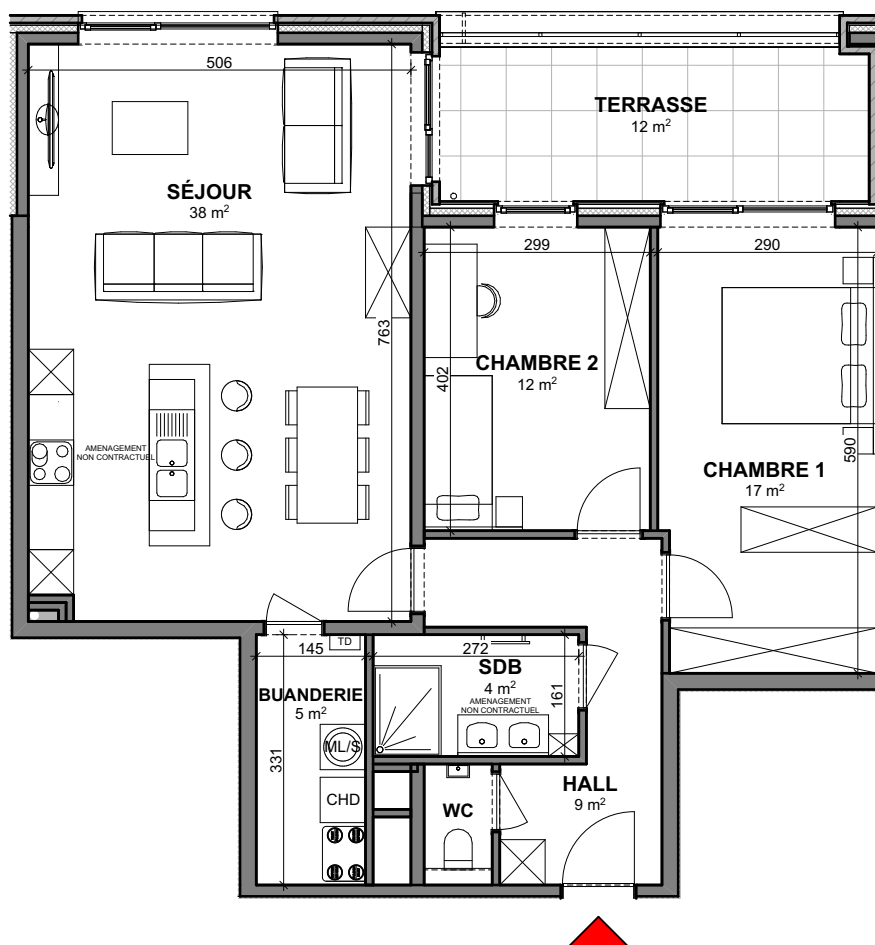 506
TERRASSE
12 m²
SÉJOUR
38 m²
299
290
763
CHAMBRE 2
12 m²
402
AMENAGEMENT
NON CONTRACTUEL
CHAMBRE 1
17 m²
590
TD
145
272
SDB
4 m²
AMENAGEMENT
NON CONTRACTUEL
161
BUANDERIE
5 m²
331
ML/S
CHD
WC
HALL
9 m²